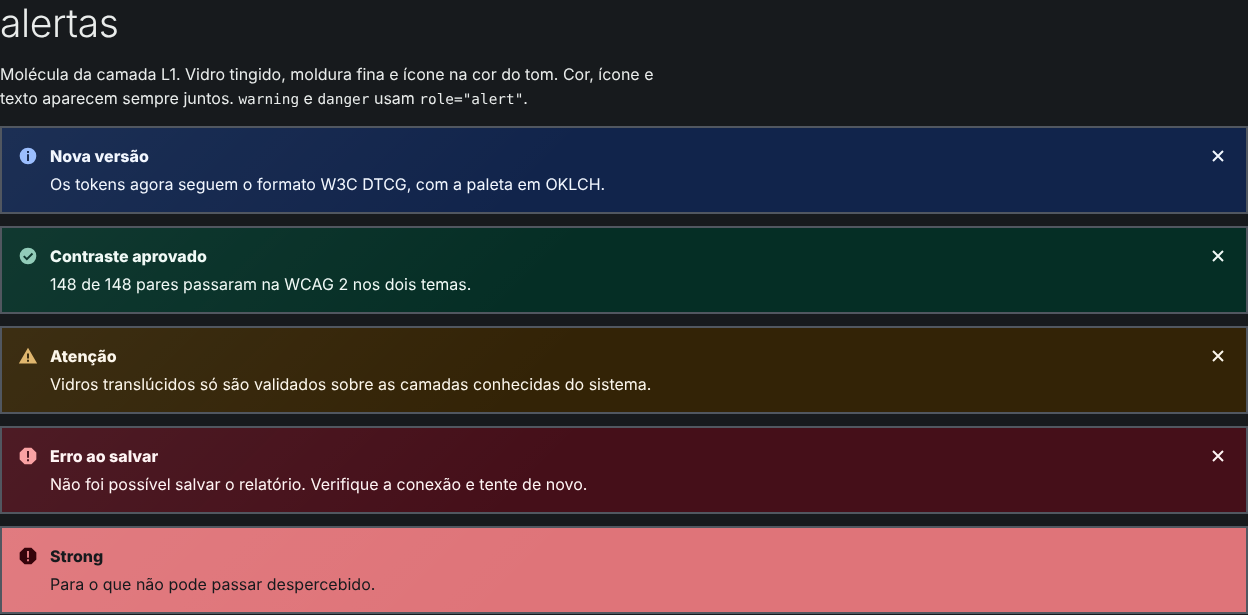 alertas
Molécula da camada L1. Vidro tingido, moldura fina e ícone na cor do tom. Cor, ícone e
texto aparecem sempre juntos. warning e danger usam role="alert".
Nova versão
Os tokens agora seguem o formato W3C DTCG, com a paleta em OKLCH.
Contraste aprovado
148 de 148 pares passaram na WCAG 2 nos dois temas.
Atenção
Vidros translúcidos só são validados sobre as camadas conhecidas do sistema.
Erro ao salvar
Não foi possível salvar o relatório. Verifique a conexão e tente de novo.
Strong
Para o que não pode passar despercebido.